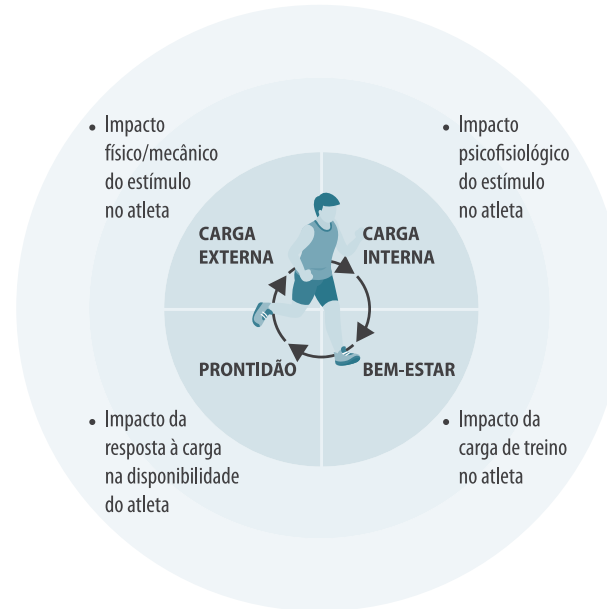 • Impacto
físico/mecânico
do estímulo
no atleta
• Impacto
psicofisiológico
do estímulo
no atleta
CARGA
EXTERNA
CARGA
INTERNA
PRONTIDÃO
BEM-ESTAR
• Impacto da
resposta à carga
na disponibilidade
do atleta
• Impacto da
carga de treino
no atleta